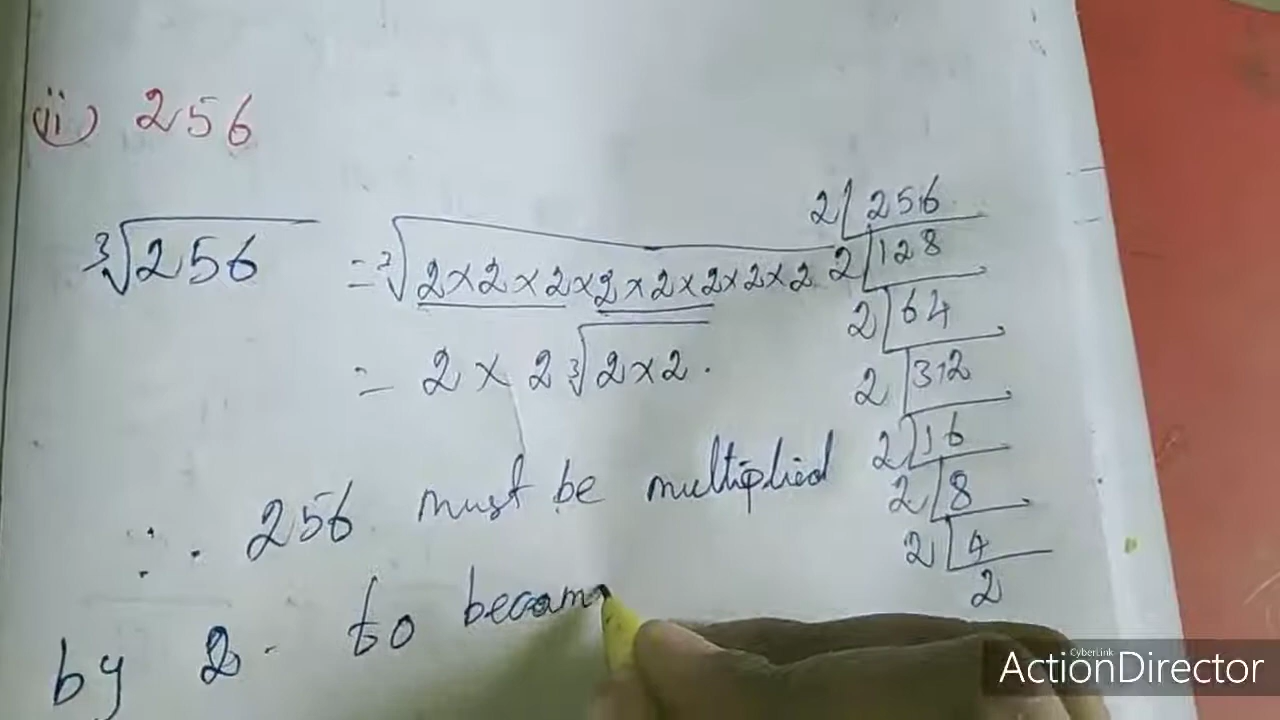 (ii) 256
∛256 = ∛2×2×2×2×2×2×2×2
= 2 × 2 ∛2×2.
∴ 256 must be multiplied
by 2. to becom
2 256
2 128
2 64
2 32
2 16
2 8
2 4
2
CyberLink
ActionDirector